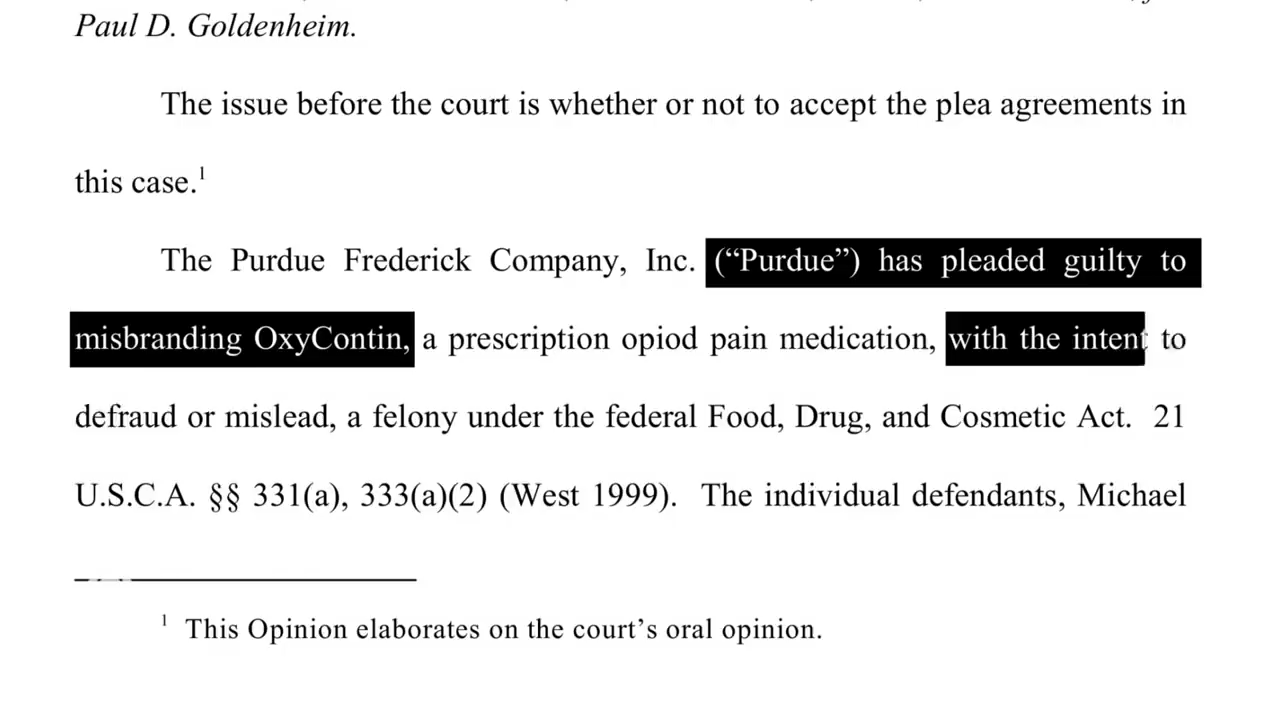 Paul D. Goldenheim.
The issue before the court is whether or not to accept the plea agreements in
this case.1
The Purdue Frederick Company, Inc. (“Purdue”) has pleaded guilty to
misbranding OxyContin, a prescription opiod pain medication, with the intent to
defraud or mislead, a felony under the federal Food, Drug, and Cosmetic Act. 21
U.S.C.A. §§ 331(a), 333(a)(2) (West 1999). The individual defendants, Michael
1 This Opinion elaborates on the court’s oral opinion.